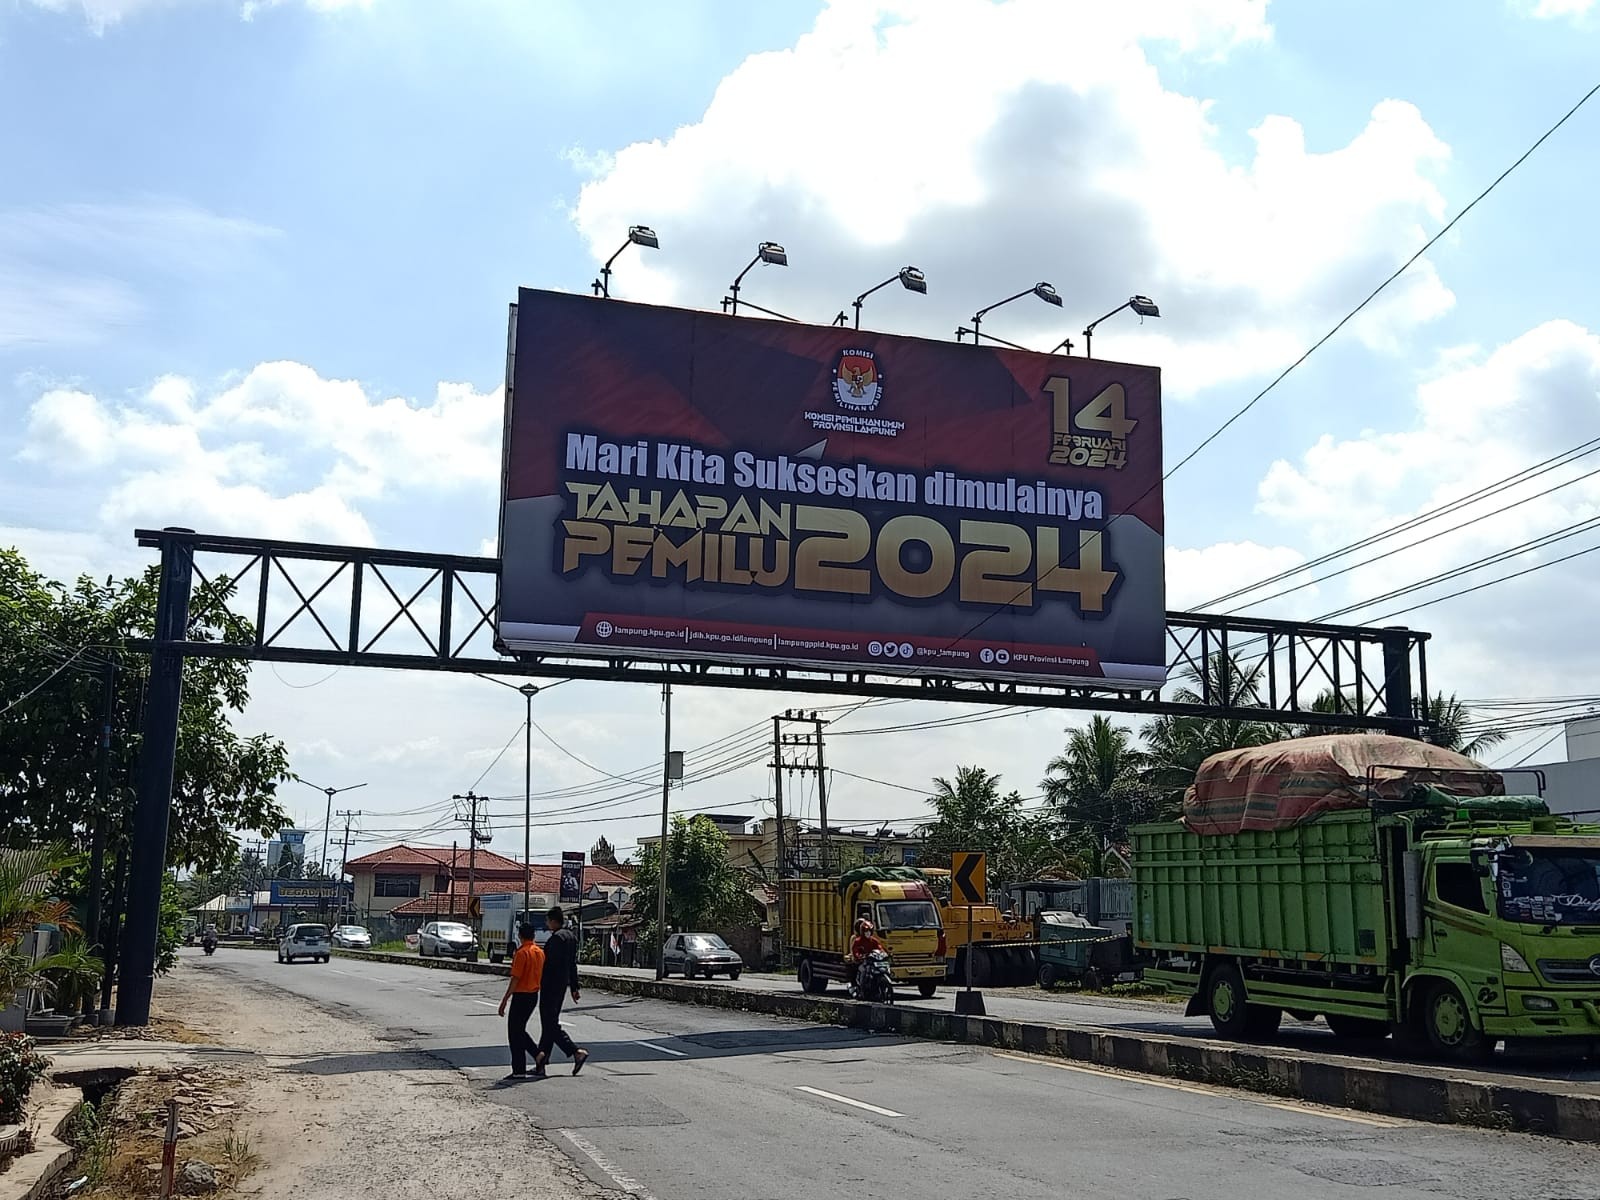 KOMISI
PEMILIHAN UMUM
KOMISI PEMILIHAN UMUM
PROVINSI LAMPUNG
14
FEBRUARI
2024
Mari Kita Sukseskan dimulainya
TAHAPAN
PEMILU 2024
lampung.kpu.go.id | jdih.kpu.go.id/lampung | lampungppid.kpu.go.id @kpu_lampung KPU Provinsi Lampung
SAKAI